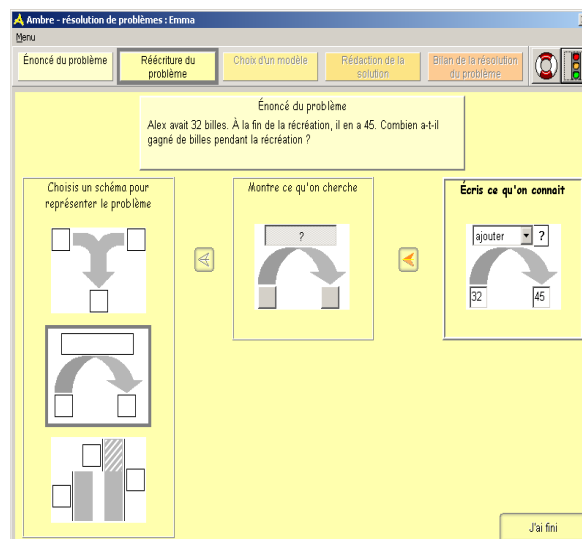 Ambre - résolution de problèmes : Emma
Menu
Énoncé du problème
Réécriture du
problème
Choix d'un modèle
Rédaction de la
solution
Bilan de la résolution
du problème
Énoncé du problème
Alex avait 32 billes. À la fin de la récréation, il en a 45. Combien a-t-il
gagné de billes pendant la récréation ?
Choisis un schéma pour
représenter le problème
Montre ce qu'on cherche
?
Écris ce qu'on connait
ajouter ?
32 45
J'ai fini